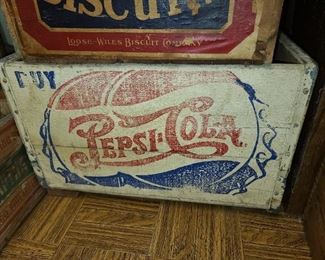 BISCUIT
LOOSE-WILES BISCUIT COMPANY
BUY
PEPSI-COLA